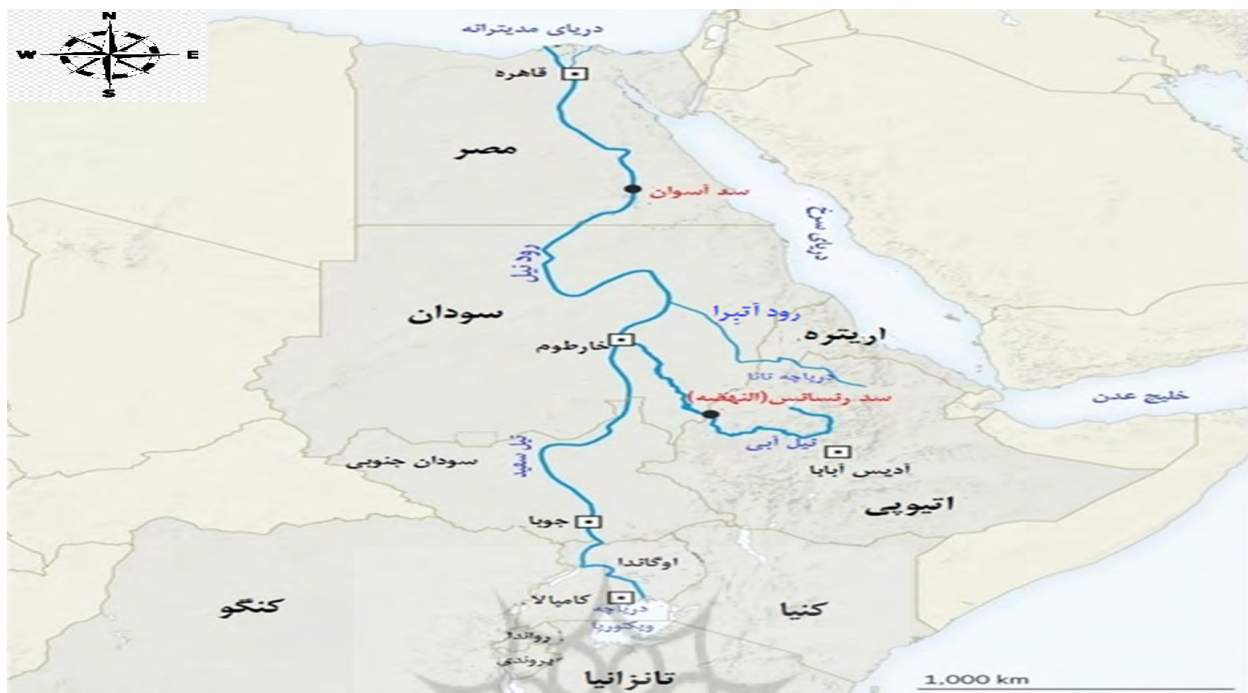 N
W E
S
دریای مدیترانه
قاهره
مصر
سد آسوان
دریای سرخ
رود نیل
سودان
رود آتبِرا
اریتره
خارطوم
دریاچه تانا
سد رنسانس(النهضه)
خلیج عدن
نیل آبی
نیل سفید
سودان جنوبی
آدیس آبابا
اتیوپی
جوبا
اوگاندا
کامپالا
دریاچه
ویکتوریا
کنگو
کنیا
رواندا
بروندی
تانزانیا
1,000 km